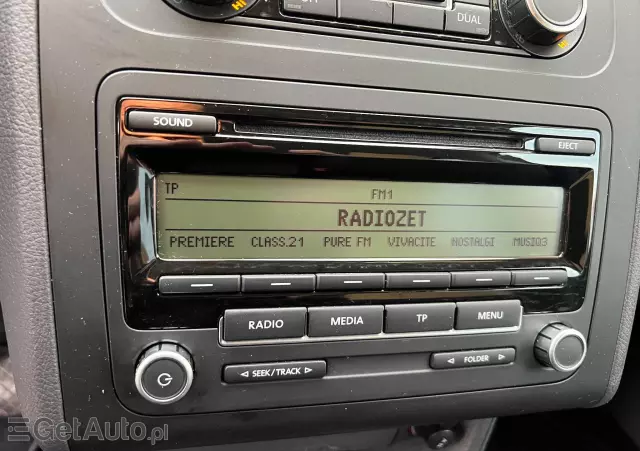 DUAL
SOUND
EJECT
TP FM1
RADIOZET
PREMIERE CLASS.21 PURE FM VIVACITE NOSTALGI MUSIQ3
RADIO MEDIA TP MENU
SEEK/TRACK
FOLDER
GetAuto.pl